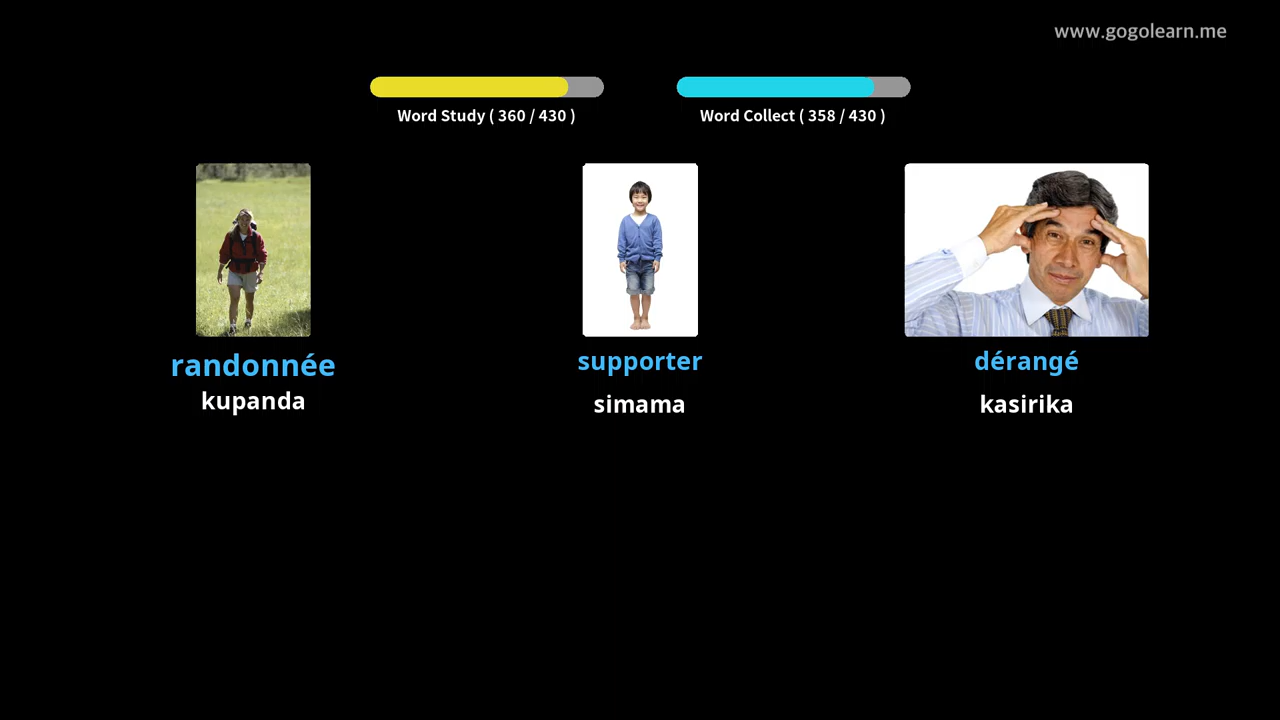 www.gogolearn.me
Word Study ( 360 / 430 )
Word Collect ( 358 / 430 )
randonnée
kupanda
supporter
simama
dérangé
kasirika